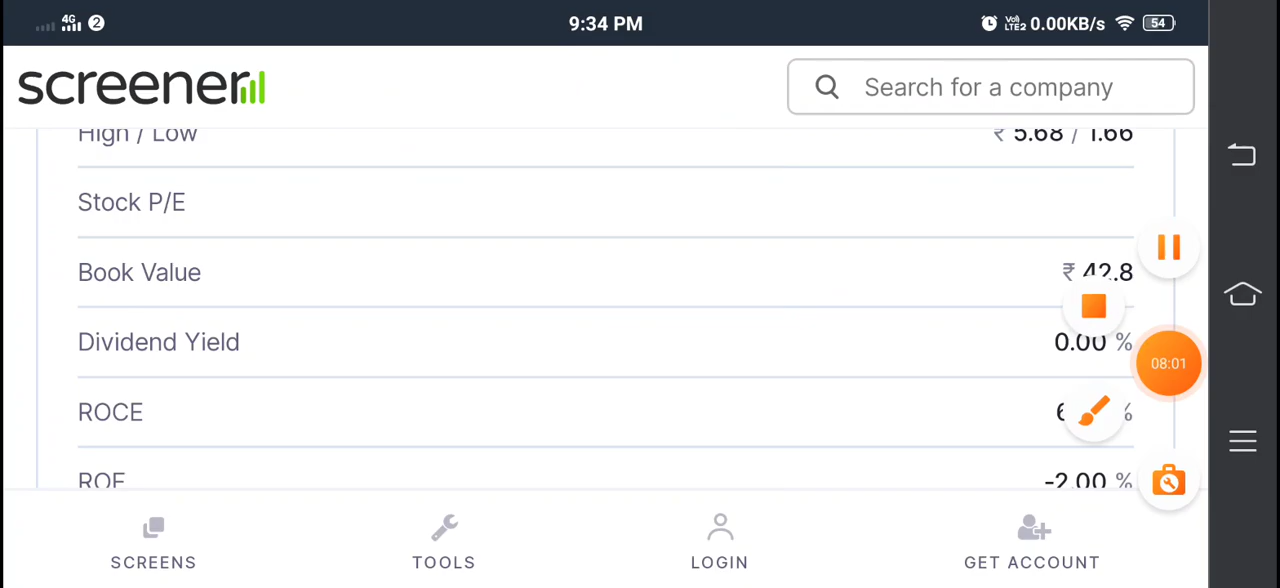 4G 2 9:34 PM VoI) LTE2 0.00KB/s 54
screener Search for a company
High / Low ₹ 5.68 / 1.66
Stock P/E
Book Value ₹ 42.8
Dividend Yield 0.00 %
08:01
ROCE %
ROE -2.00 %
SCREENS TOOLS LOGIN GET ACCOUNT